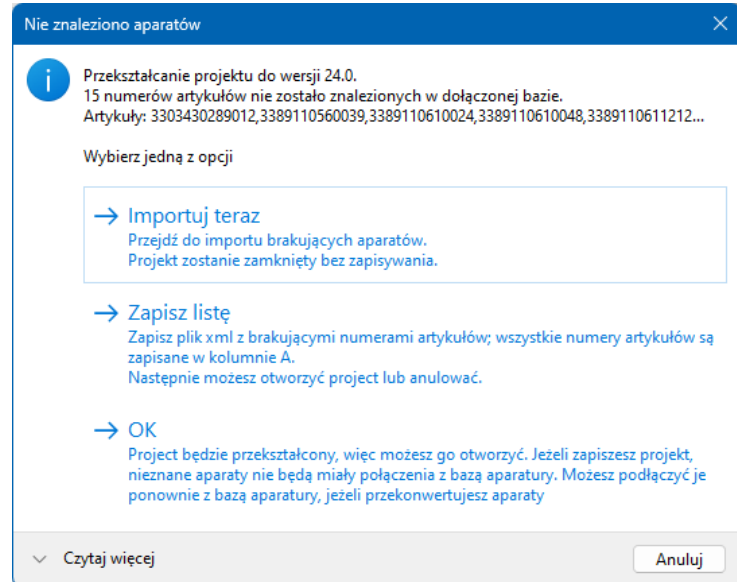 Nie znaleziono aparatów
Przekształcanie projektu do wersji 24.0.
15 numerów artykułów nie zostało znalezionych w dołączonej bazie.
Artykuły: 3303430289012,3389110560039,3389110610024,3389110610048,3389110611212...
Wybierz jedną z opcji
→ Importuj teraz
Przejdź do importu brakujących aparatów.
Projekt zostanie zamknięty bez zapisywania.
→ Zapisz listę
Zapisz plik xml z brakującymi numerami artykułów; wszystkie numery artykułów są
zapisane w kolumnie A.
Następnie możesz otworzyć project lub anulować.
→ OK
Project będzie przekształcony, więc możesz go otworzyć. Jeżeli zapiszesz projekt,
nieznane aparaty nie będą miały połączenia z bazą aparatury. Możesz podłączyć je
ponownie z bazą aparatury, jeżeli przekonwertujesz aparaty
Czytaj więcej
Anuluj